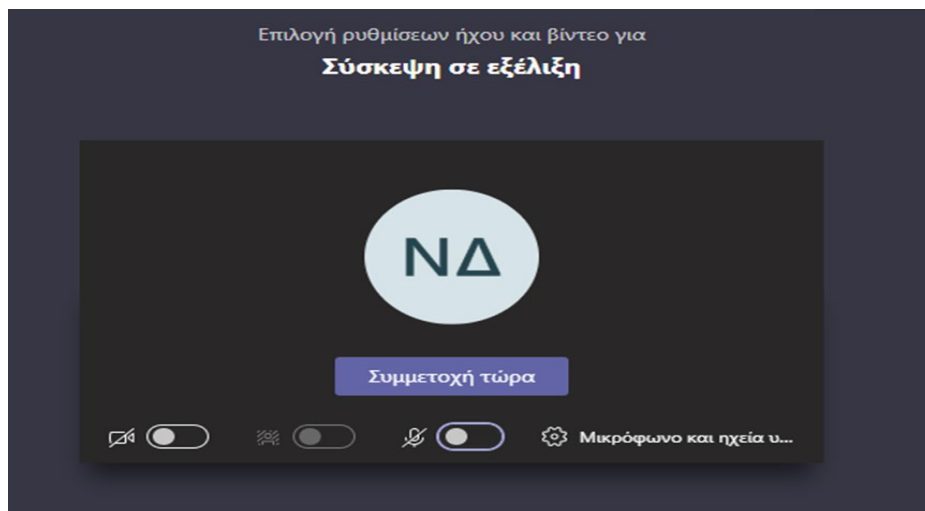 Επιλογή ρυθμίσεων ήχου και βίντεο για
Σύσκεψη σε εξέλιξη
ΝΔ
Συμμετοχή τώρα
Μικρόφωνο και ηχεία υ...